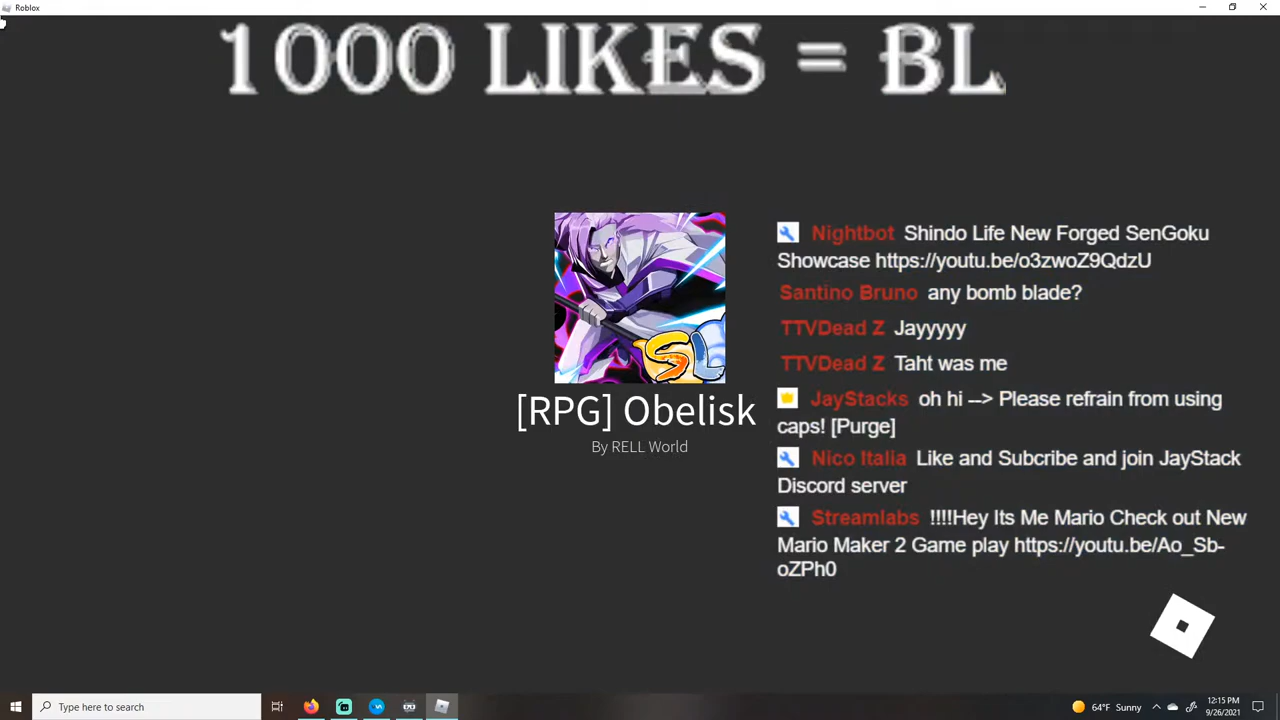 Roblox
1000 LIKES = BL
SL
[RPG] Obelisk
By RELL World
Nightbot Shindo Life New Forged SenGoku
Showcase https://youtu.be/o3zwoZ9QdzU
Santino Bruno any bomb blade?
TTVDead Z Jayyyyy
TTVDead Z Taht was me
JayStacks oh hi --> Please refrain from using
caps! [Purge]
Nico Italia Like and Subcribe and join JayStack
Discord server
Streamlabs !!!!Hey Its Me Mario Check out New
Mario Maker 2 Game play https://youtu.be/Ao_Sb-
oZPh0
Type here to search
64°F Sunny
12:15 PM
9/26/2021